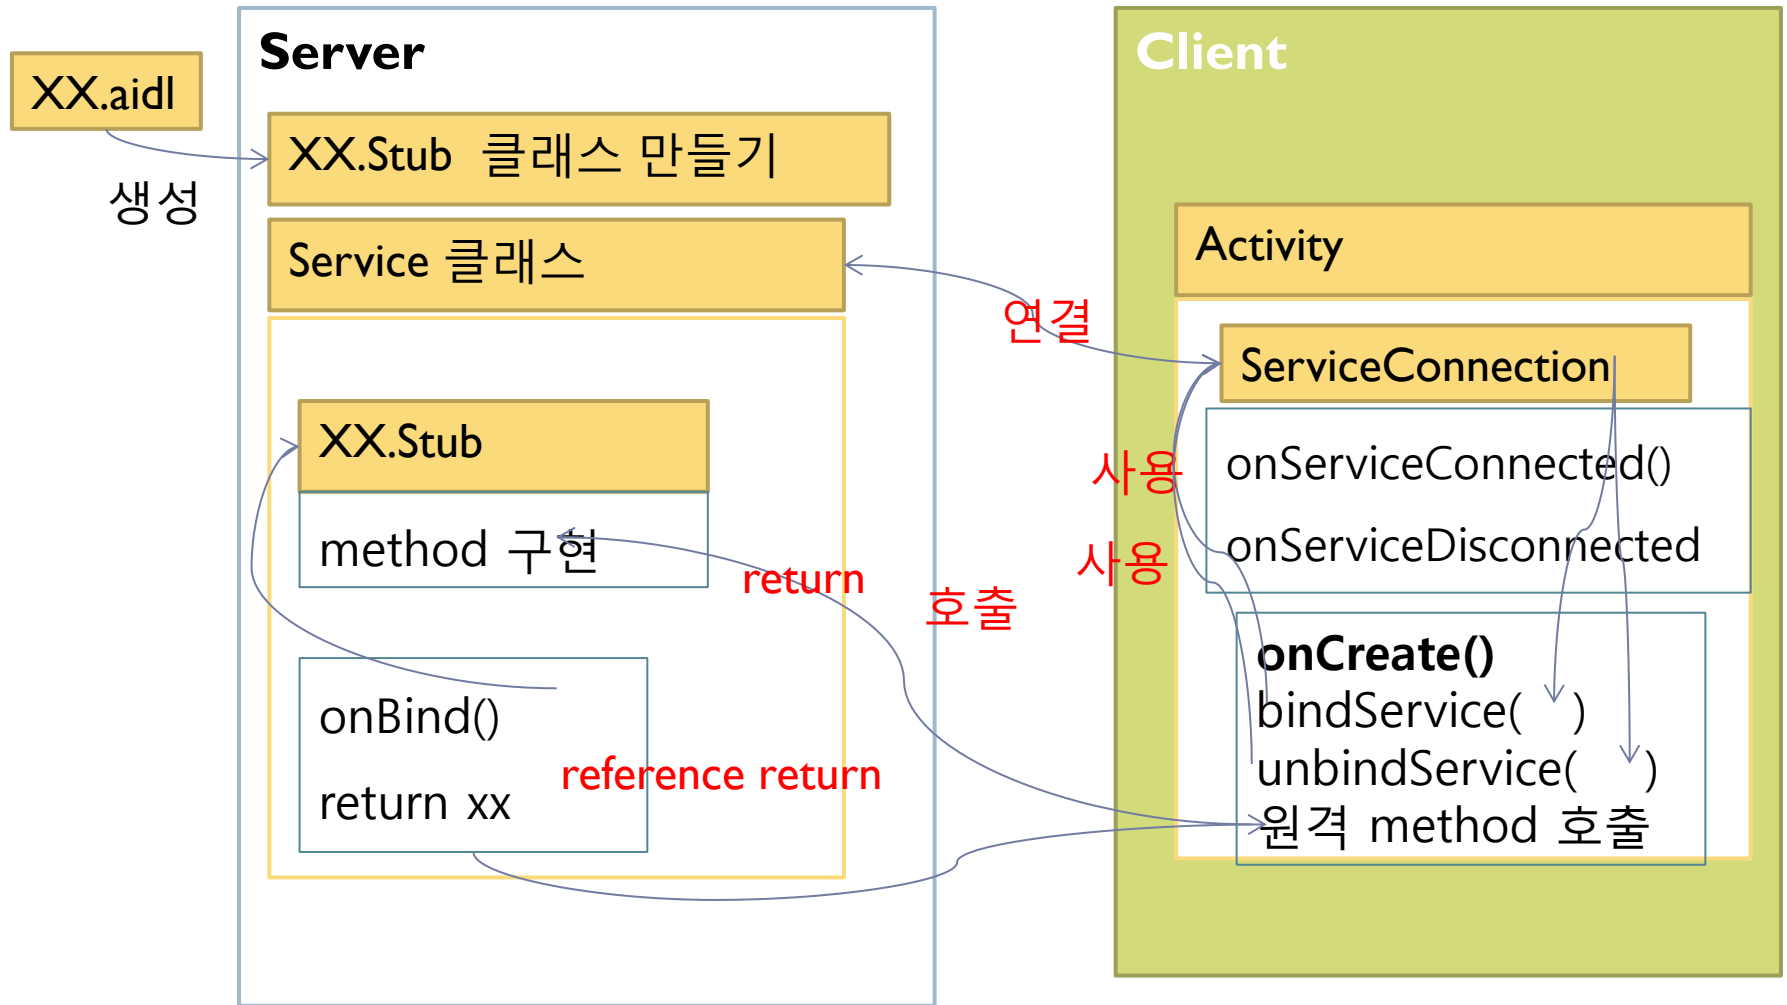 XX.aidl
생성
Server
XX.Stub 클래스 만들기
Service 클래스
XX.Stub
method 구현
onBind()
return xx
return
호출
reference return
연결
사용
사용
Client
Activity
ServiceConnection
onServiceConnected()
onServiceDisconnected
onCreate()
bindService( )
unbindService( )
원격 method 호출